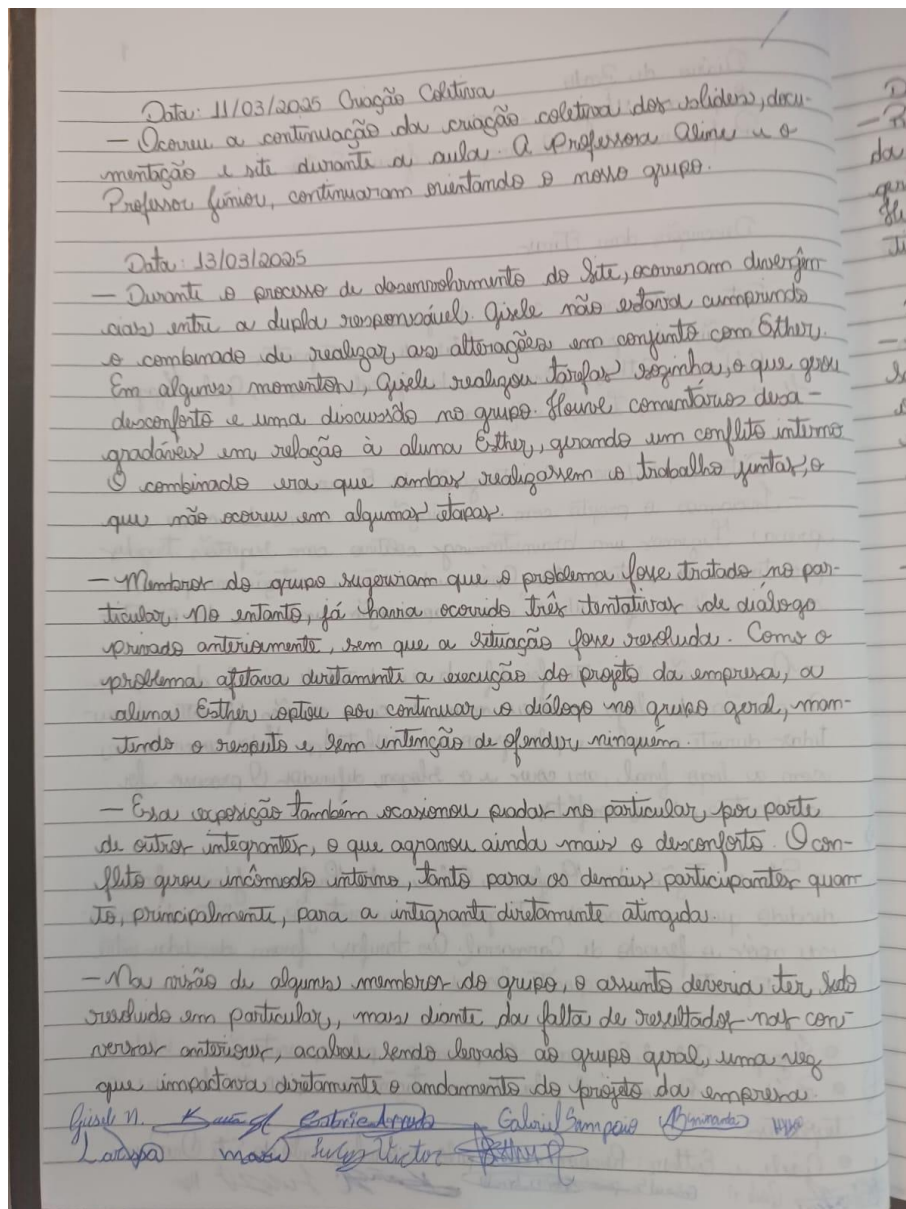 Data: 11/03/2025 Criação Coletiva
— Ocorreu a continuação da criação coletiva dos slides, docu-
mentação e site durante a aula. A Professora Aline e o
Professor Júnior, continuaram orientando o nosso grupo.
Data: 13/03/2025
— Durante o processo de desenvolvimento do site, ocorreram divergên
cias entre a dupla responsável. Gisele não estava cumprindo
o combinado de realizar as alterações em conjunto com Esther.
Em alguns momentos, Gisele realizou tarefas sozinha, o que gerou
desconforto e uma discussão no grupo. Houve comentários desa-
gradáveis em relação à aluna Esther, gerando um conflito interno
O combinado era que ambas realizassem o trabalho juntas, o
que não ocorreu em algumas etapas.
— Membros do grupo sugeriram que o problema fosse tratado no par-
ticular. No entanto, já havia ocorrido três tentativas de diálogo
privado anteriormente, sem que a situação fosse resolvida. Como o
problema afetava diretamente a execução do projeto da empresa, a
aluna Esther optou por continuar o diálogo no grupo geral, man-
tendo o respeito e sem intenção de ofender ninguém.
— Essa exposição também ocasionou piadas no particular por parte
de outros integrantes, o que agravou ainda mais o desconforto. O con-
flito gerou incômodo interno, tanto para os demais participantes quan
to, principalmente, para a integrante diretamente atingida.
— Na visão de alguns membros do grupo, o assunto deveria ter sido
resolvido em particular, mas diante da falta de resultados nas con-
versas anteriores, acabou sendo levado ao grupo geral, uma vez
que impactava diretamente o andamento do projeto da empresa.
Gisele N. Gabriel Sampaio
Victor